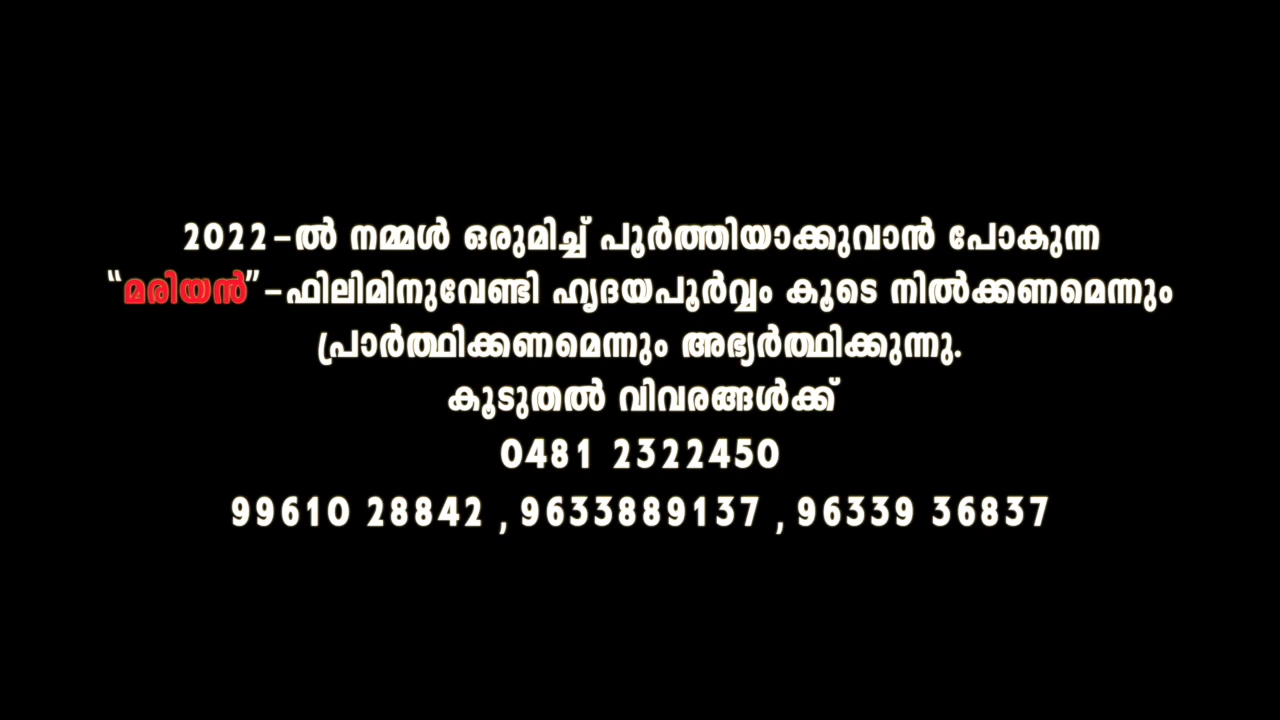 2022-ൽ നമ്മൾ ഒരുമിച്ച് പൂർത്തിയാക്കുവാൻ പോകുന്ന
“മരിയൻ”-ഫിലിമിനുവേണ്ടി ഹൃദയപൂർവ്വം കൂടെ നിൽക്കണമെന്നും
പ്രാർത്ഥിക്കണമെന്നും അഭ്യർത്ഥിക്കുന്നു.
കൂടുതൽ വിവരങ്ങൾക്ക്
0481 2322450
99610 28842 , 9633889137 , 96339 36837